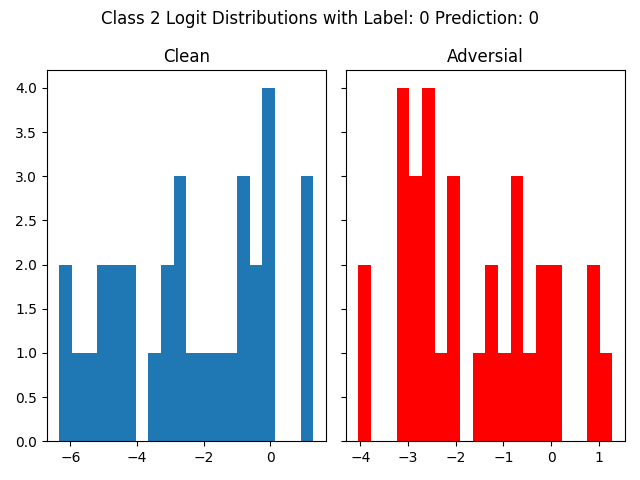 Class 2 Logit Distributions with Label: 0 Prediction: 0
Clean
Adversial
4.0
3.5
3.0
2.5
2.0
1.5
1.0
0.5
0.0
−6 −4 −2 0
−4 −3 −2 −1 0 1